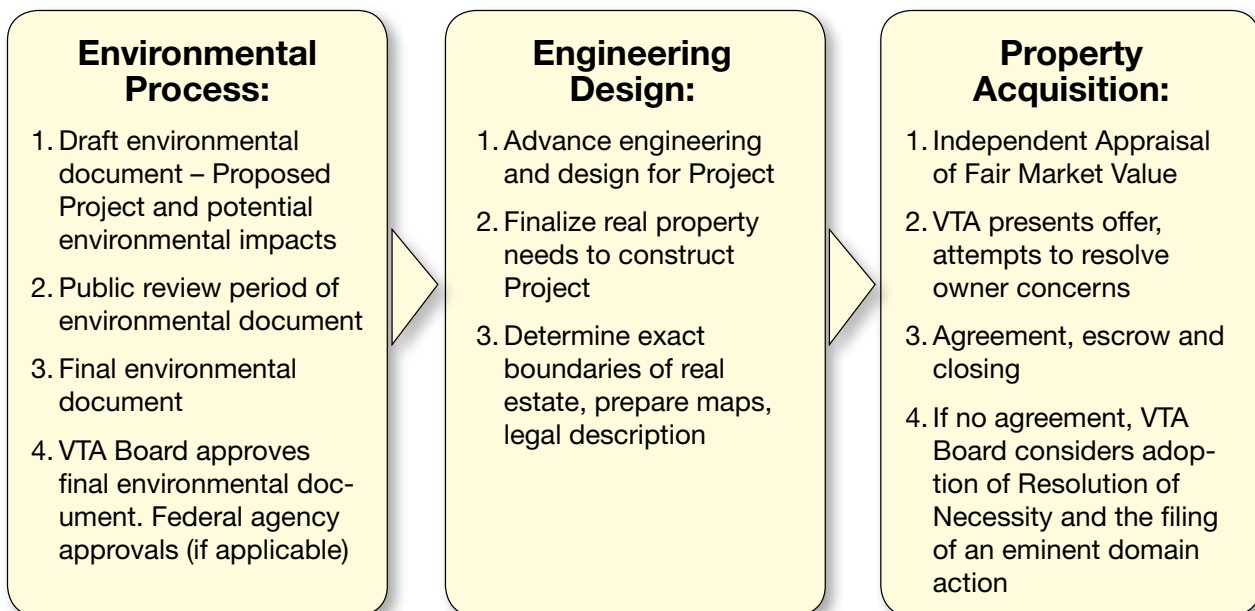 Environmental
Process:
1. Draft environmental
document – Proposed
Project and potential
environmental impacts
2. Public review period of
environmental document
3. Final environmental
document
4. VTA Board approves
final environmental doc-
ument. Federal agency
approvals (if applicable)
Engineering
Design:
1. Advance engineering
and design for Project
2. Finalize real property
needs to construct
Project
3. Determine exact
boundaries of real
estate, prepare maps,
legal description
Property
Acquisition:
1. Independent Appraisal
of Fair Market Value
2. VTA presents offer,
attempts to resolve
owner concerns
3. Agreement, escrow and
closing
4. If no agreement, VTA
Board considers adop-
tion of Resolution of
Necessity and the filing
of an eminent domain
action